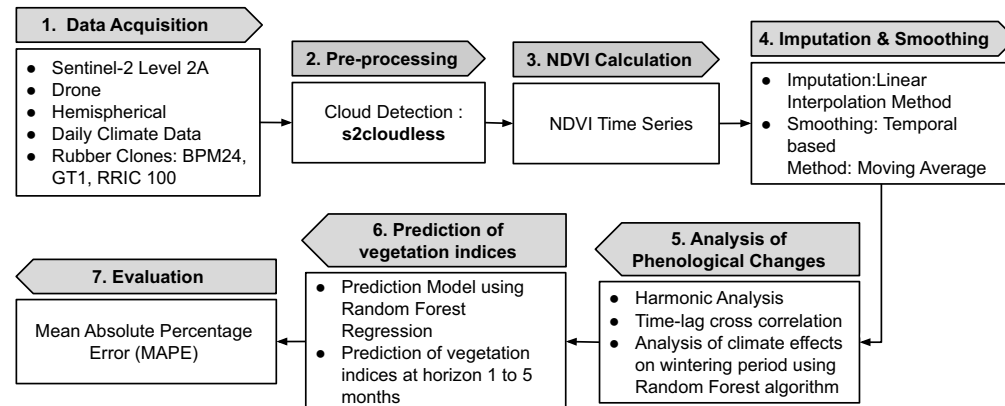 1. Data Acquisition
● Sentinel-2 Level 2A
● Drone
● Hemispherical
● Daily Climate Data
● Rubber Clones: BPM24,
GT1, RRIC 100
2. Pre-processing
Cloud Detection :
s2cloudless
3. NDVI Calculation
NDVI Time Series
4. Imputation & Smoothing
● Imputation:Linear
Interpolation Method
● Smoothing: Temporal
based
Method: Moving Average
5. Analysis of
Phenological Changes
● Harmonic Analysis
● Time-lag cross correlation
● Analysis of climate effects
on wintering period using
Random Forest algorithm
6. Prediction of
vegetation indices
● Prediction Model using
Random Forest
Regression
● Prediction of vegetation
indices at horizon 1 to 5
months
7. Evaluation
Mean Absolute Percentage
Error (MAPE)